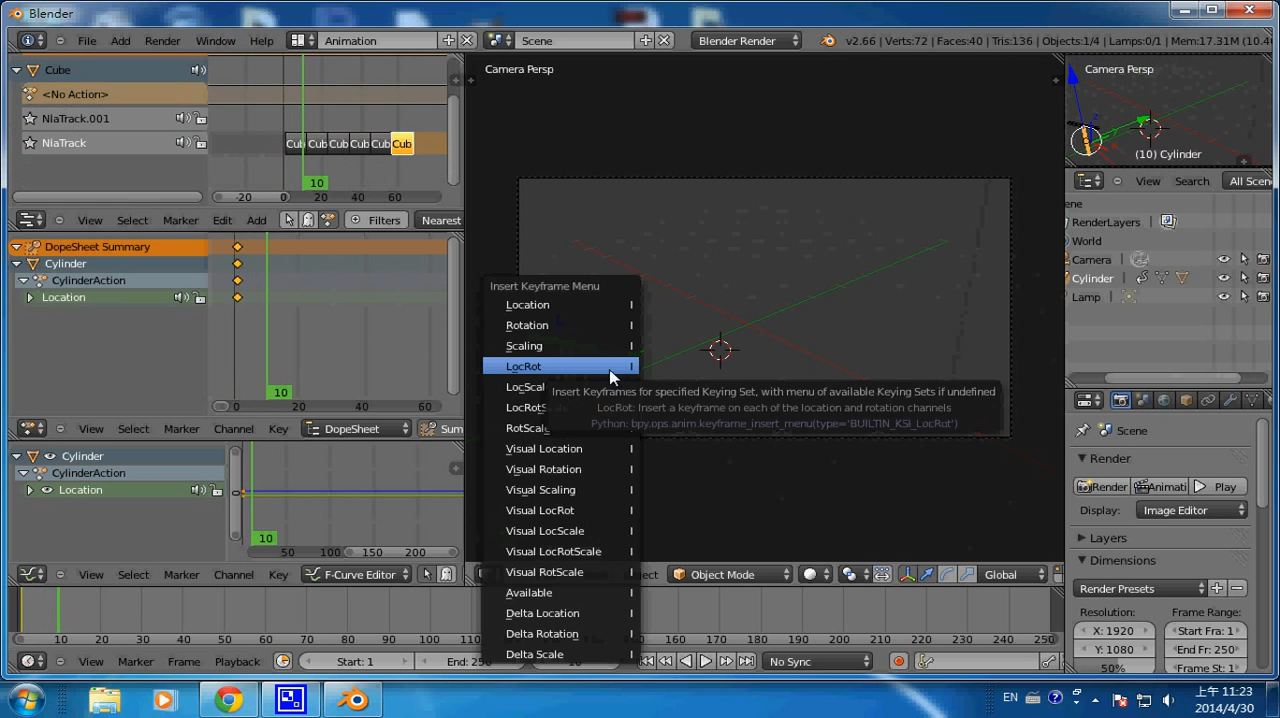 Blender
File Add Render Window Help Animation Scene Blender Render v2.66 | Verts:72 | Faces:40 | Tris:136 | Objects:1/4 | Lamps:0/1 | Mem:17.31M (10.4
Cube
<No Action>
NlaTrack.001
NlaTrack Cub Cub Cub Cub Cub Cub
10
-20 0 20 40 60
View Select Marker Edit Add Filters Nearest
DopeSheet Summary
Cylinder
CylinderAction
Location
10
0 20 40 60
View Select Marker Channel Key DopeSheet Sum
Cylinder
CylinderAction
Location
10
50 100 150 200
View Select Marker Channel Key F-Curve Editor
Camera Persp
Insert Keyframe Menu
Location I
Rotation I
Scaling I
LocRot I
LocScal
LocRotS
RotScale
Insert Keyframes for specified Keying Set, with menu of available Keying Sets if undefined
LocRot: Insert a keyframe on each of the location and rotation channels
Python: bpy.ops.anim.keyframe_insert_menu(type='BUILTIN_KSI_LocRot')
Visual Location I
Visual Rotation I
Visual Scaling I
Visual LocRot I
Visual LocScale I
Visual LocRotScale I
Visual RotScale I
Available I
Delta Location I
Delta Rotation I
Delta Scale I
Object Mode Global
Camera Persp
(10) Cylinder
View Search All Scen
ene
RenderLayers
World
Camera
Cylinder
Lamp
Scene
Render
Render Animati Play
Display: Image Editor
Layers
Dimensions
Render Presets
Resolution: Frame Range:
X: 1920 Start Fra: 1
Y: 1080 End Fr: 250
50% Frame St: 1
0 10 20 30 40 50 60 70 80 90 100 110 160 170 180 190 200 210 220 230 240 250
View Marker Frame Playback Start: 1 End: 250 10 No Sync
EN 上午 11:23
2014/4/30